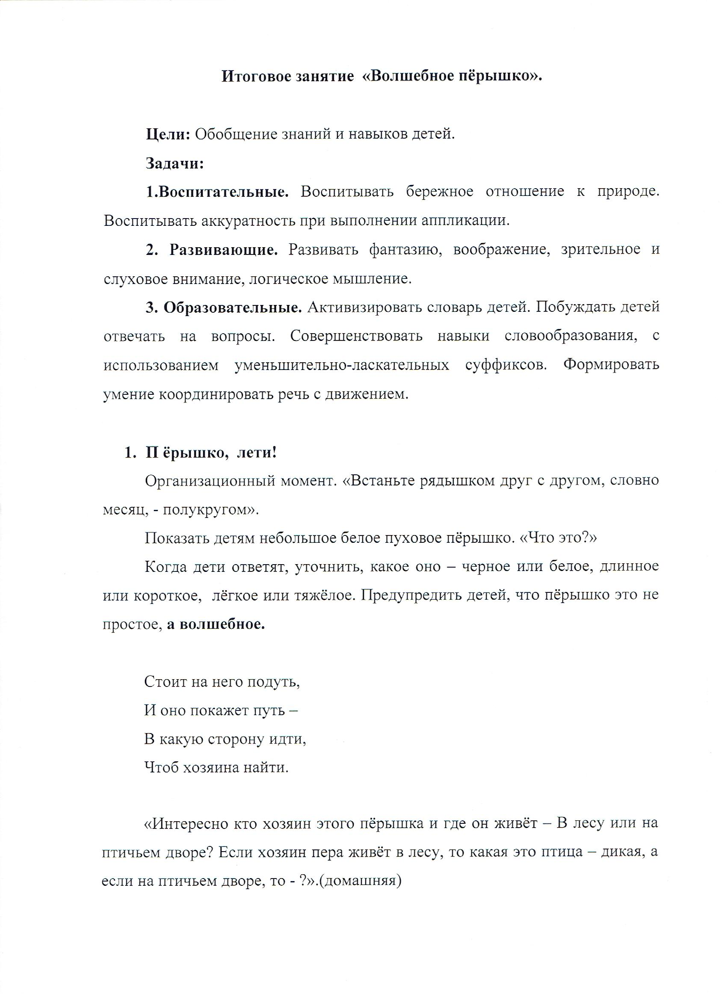 Итоговое занятие «Волшебное пёрышко».
Цели: Обобщение знаний и навыков детей.
Задачи:
1.Воспитательные. Воспитывать бережное отношение к природе.
Воспитывать аккуратность при выполнении аппликации.
2. Развивающие. Развивать фантазию, воображение, зрительное и
слуховое внимание, логическое мышление.
3. Образовательные. Активизировать словарь детей. Побуждать детей
отвечать на вопросы. Совершенствовать навыки словообразования, с
использованием уменьшительно-ласкательных суффиксов. Формировать
умение координировать речь с движением.
1. П ёрышко, лети!
Организационный момент. «Встаньте рядышком друг с другом, словно
месяц, - полукругом».
Показать детям небольшое белое пуховое пёрышко. «Что это?»
Когда дети ответят, уточнить, какое оно – черное или белое, длинное
или короткое, лёгкое или тяжёлое. Предупредить детей, что пёрышко это не
простое, а волшебное.
Стоит на него подуть,
И оно покажет путь –
В какую сторону идти,
Чтоб хозяина найти.
«Интересно кто хозяин этого пёрышка и где он живёт – В лесу или на
птичьем дворе? Если хозяин пера живёт в лесу, то какая это птица – дикая, а
если на птичьем дворе, то - ?».(домашняя)